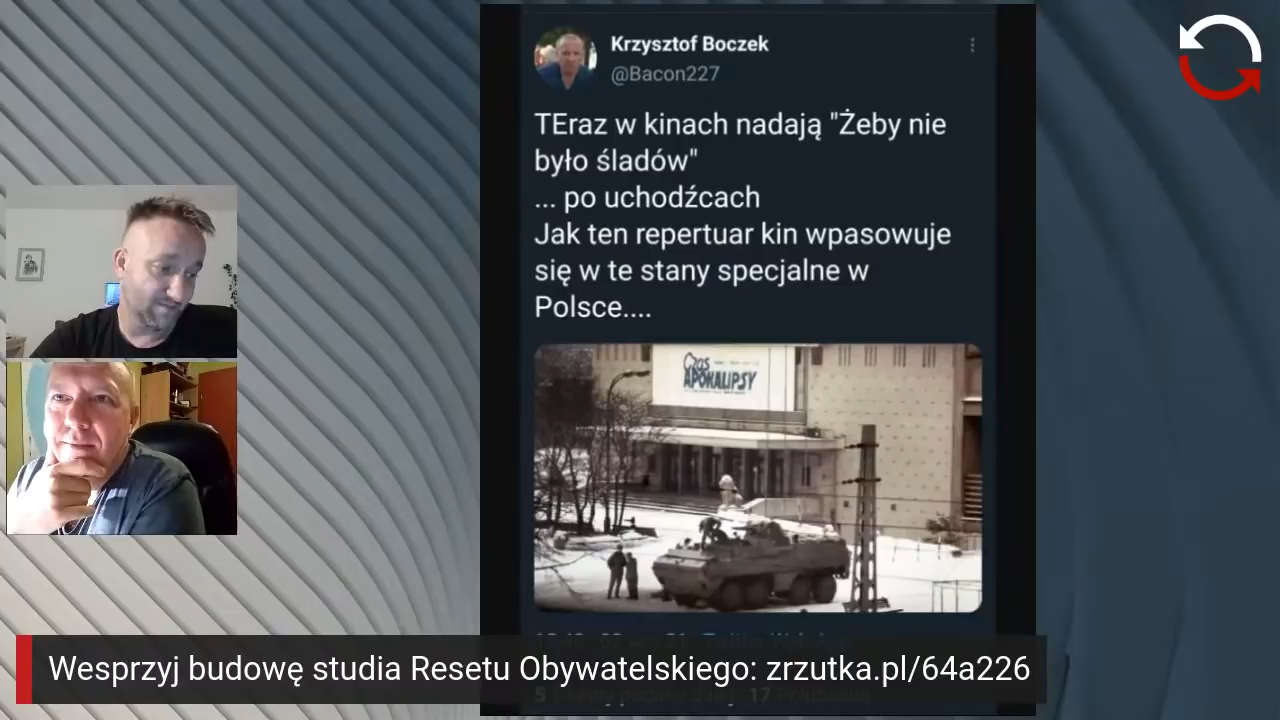 Krzysztof Boczek
@Bacon227
TEraz w kinach nadają "Żeby nie
było śladów"
... po uchodźcach
Jak ten repertuar kin wpasowuje
się w te stany specjalne w
Polsce....
Czas
APOKALIPSY
Wesprzyj budowę studia Resetu Obywatelskiego: zrzutka.pl/64a226